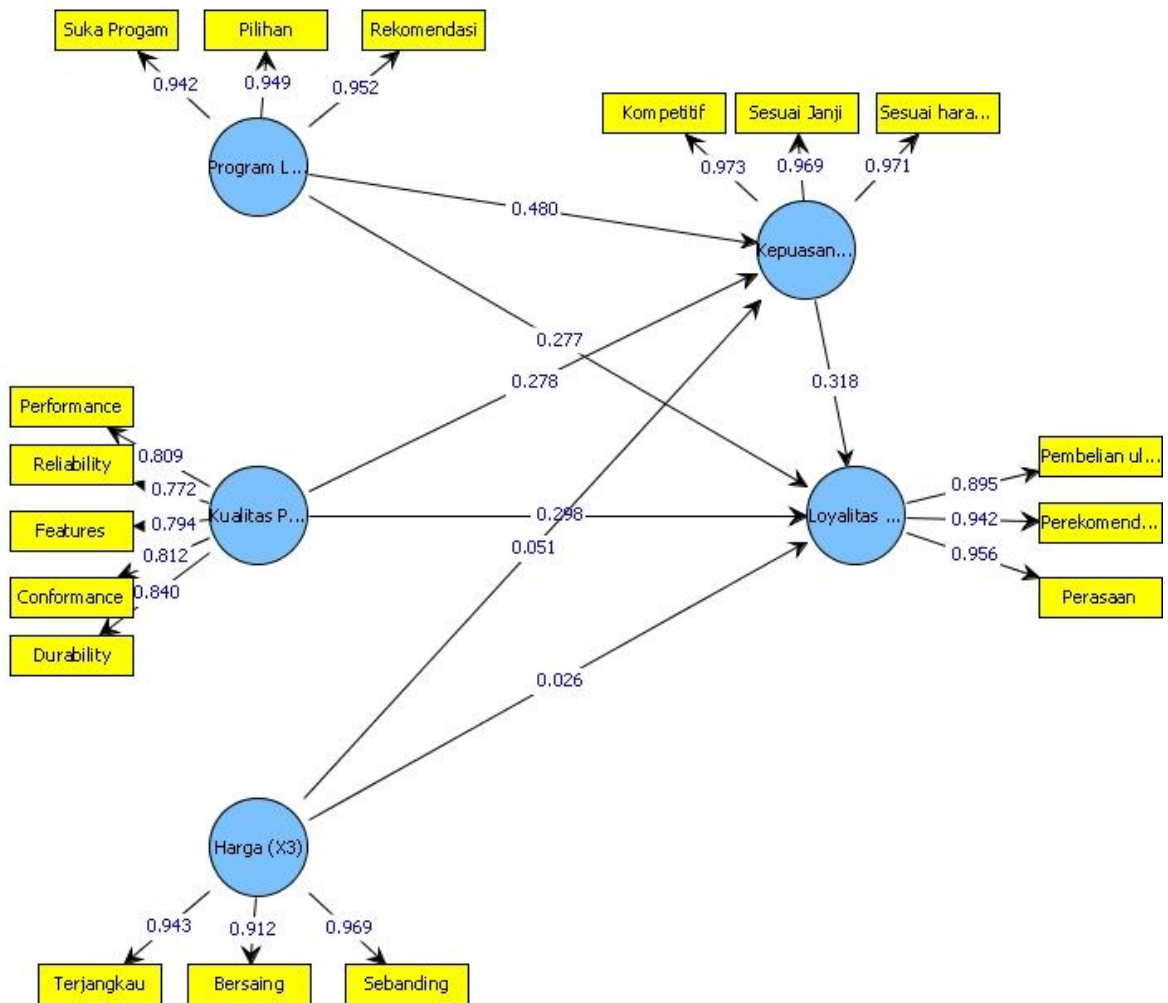 Suka Progam
Pilihan
Rekomendasi
0.942
0.949
0.952
Program L...
Kompetitif
Sesuai Janji
Sesuai hara...
0.973
0.969
0.971
Kepuasan...
0.480
0.277
0.278
0.318
Performance
Reliability
Features
Conformance
Durability
0.809
0.772
0.794
0.812
0.840
Kualitas P...
0.298
0.051
Loyalitas ...
0.895
0.942
0.956
Pembelian ul...
Perekomend...
Perasaan
0.026
Harga (X3)
0.943
0.912
0.969
Terjangkau
Bersaing
Sebanding